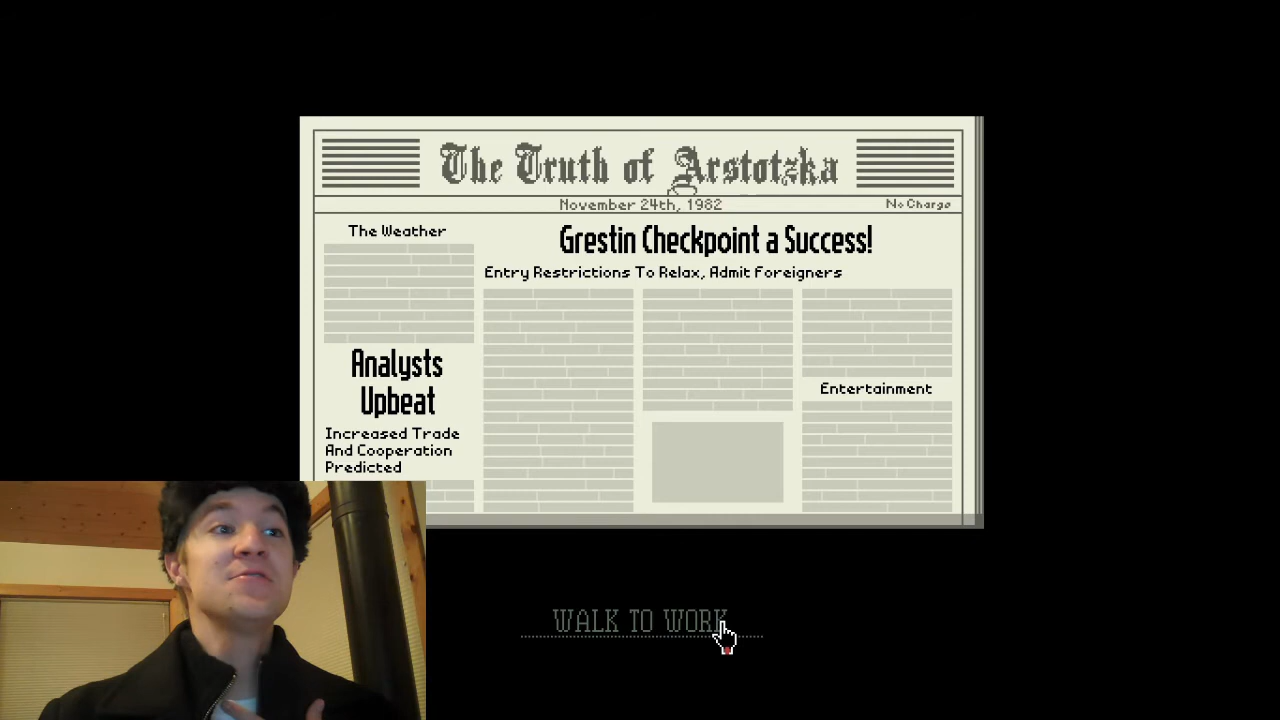 The Truth of Arstotzka
November 24th, 1982
No Charge
The Weather
Grestin Checkpoint a Success!
Entry Restrictions To Relax, Admit Foreigners
Analysts
Upbeat
Increased Trade
And Cooperation
Predicted
Entertainment
WALK TO WORK